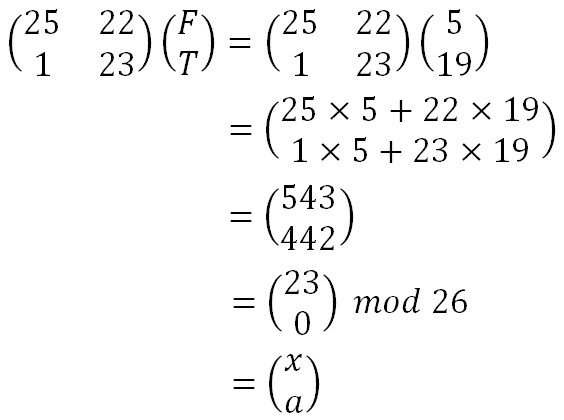 (25 22 1 23)(F T) = (25 22 1 23)(5 19)
= (25 × 5 + 22 × 19 1 × 5 + 23 × 19)
= (543 442)
= (23 0) mod 26
= (x a)